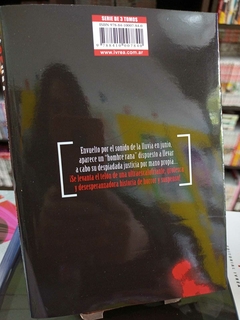 SERIE DE 3 TOMOS
www.ivrea.com.ar
Envuelto por el sonido de la lluvia en junio
aparece un "hombre rana" dispuesto a llevar
a cabo su despiadada justicia por mano propia...
¡Se levanta el telón de una
y desesperanzadora historia de horror y suspenso!